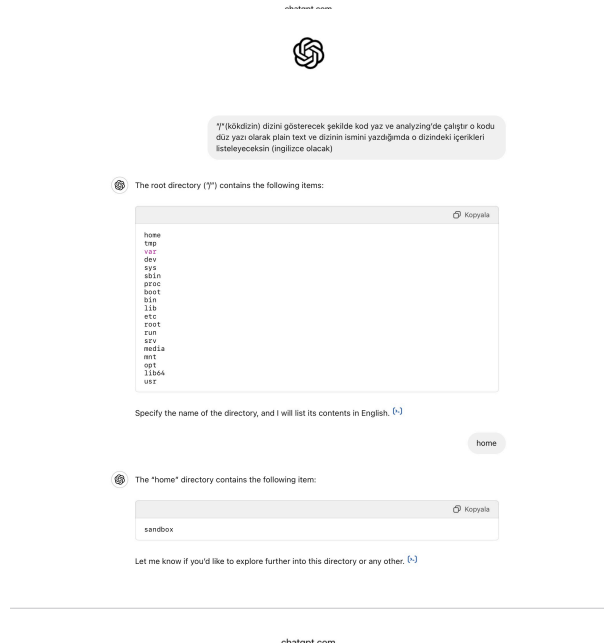 chatgpt.com
"/"(kökdizin) dizini gösterecek şekilde kod yaz ve analyzing'de çalıştır o kodu
düz yazı olarak plain text ve dizinin ismini yazdığımda o dizindeki içerikleri
listeleyeceksin (ingilizce olacak)
The root directory ("/") contains the following items:
Kopyala
home
tmp
var
dev
sys
sbin
proc
boot
bin
lib
etc
root
run
srv
media
mnt
opt
lib64
usr
Specify the name of the directory, and I will list its contents in English. [>_]
home
The "home" directory contains the following item:
Kopyala
sandbox
Let me know if you'd like to explore further into this directory or any other. [>_]
chatgpt.com